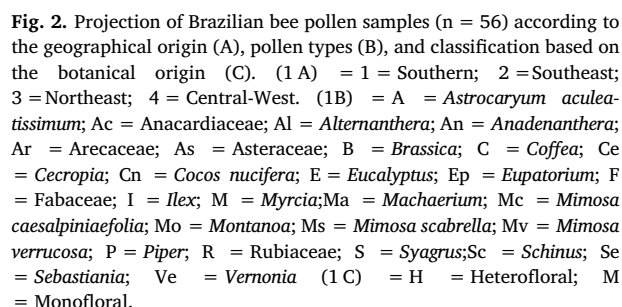 Fig. 2. Projection of Brazilian bee pollen samples (n = 56) according to
the geographical origin (A), pollen types (B), and classification based on
the botanical origin (C). (1 A) = 1 = Southern; 2 = Southeast;
3 = Northeast; 4 = Central-West. (1B) = A = Astrocaryum aculea-
tissimum; Ac = Anacardiaceae; Al = Alternanthera; An = Anadenanthera;
Ar = Arecaceae; As = Asteraceae; B = Brassica; C = Coffea; Ce
= Cecropia; Cn = Cocos nucifera; E = Eucalyptus; Ep = Eupatorium; F
= Fabaceae; I = Ilex; M = Myrcia;Ma = Machaerium; Mc = Mimosa
caesalpiniaefolia; Mo = Montanoa; Ms = Mimosa scabrella; Mv = Mimosa
verrucosa; P = Piper; R = Rubiaceae; S = Syagrus;Sc = Schinus; Se
= Sebastiania; Ve = Vernonia (1 C) = H = Heterofloral; M
= Monofloral.